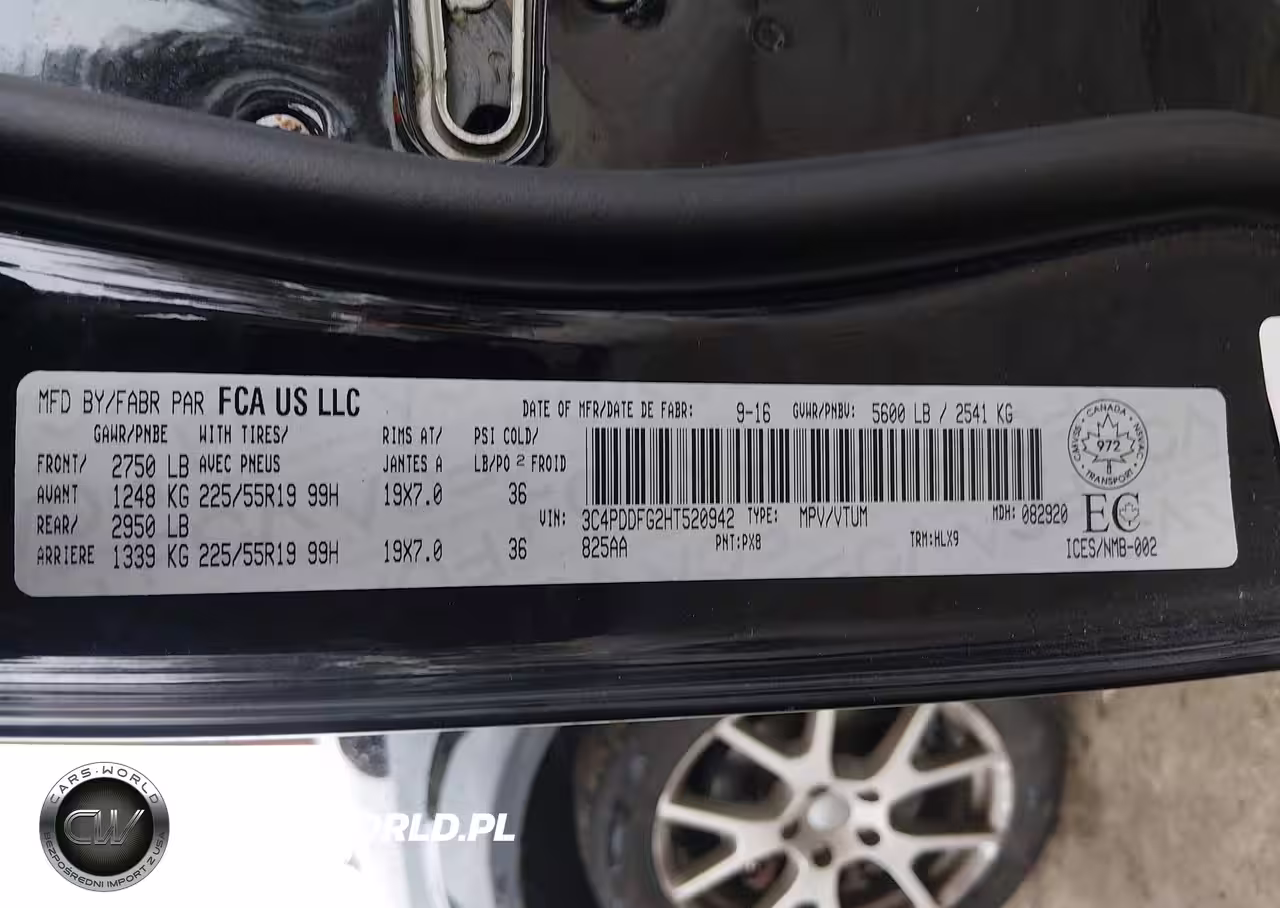 MFD BY/FABR PAR FCA US LLC
DATE OF MFR/DATE DE FABR: 9-16 GVWR/PNBV: 5600 LB / 2541 KG
GAWR/PNBE WITH TIRES/ RIMS AT/ PSI COLD/
FRONT/ 2750 LB AVEC PNEUS JANTES A LB/PO 2 FROID
AVANT 1248 KG 225/55R19 99H 19X7.0 36
REAR/ 2950 LB
ARRIERE 1339 KG 225/55R19 99H 19X7.0 36
VIN: 3C4PDDFG2HT520942 TYPE: MPV/VTUM MDH: 082920
825AA PNT:PX8 TRM:HLX9
CANADA
CMVSS NSVAC
972
TRANSPORT
EC
ICES/NMB-002
CARS-WORLD
CW
BEZPOŚREDNI IMPORT Z USA
ORLD.PL